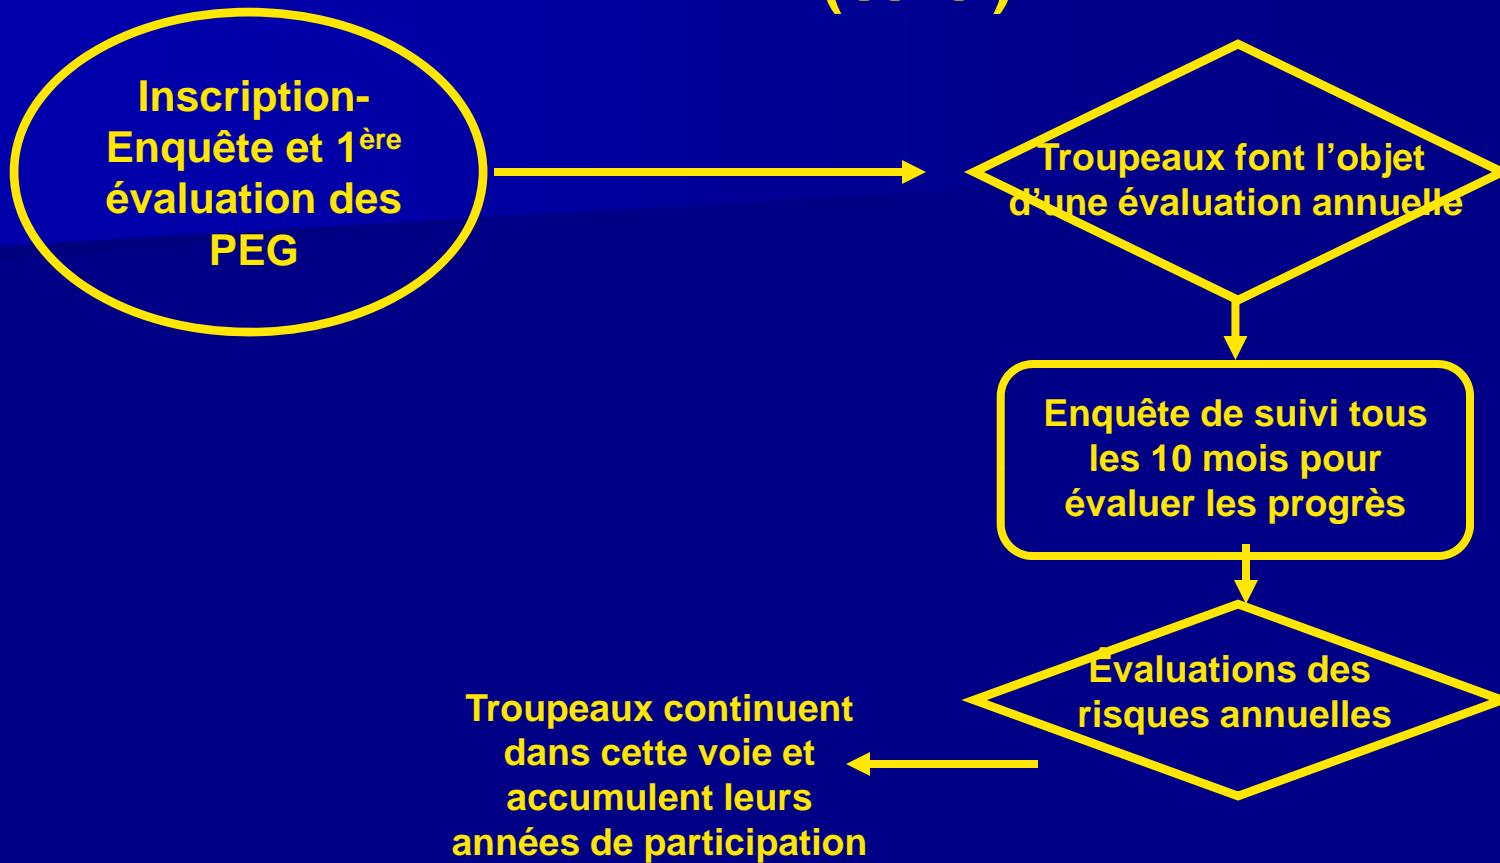 Inscription-
Enquête et 1ère
évaluation des
PEG
Troupeaux font l’objet
d’une évaluation annuelle
Enquête de suivi tous
les 10 mois pour
évaluer les progrès
Évaluations des
risques annuelles
Troupeaux continuent
dans cette voie et
accumulent leurs
années de participation